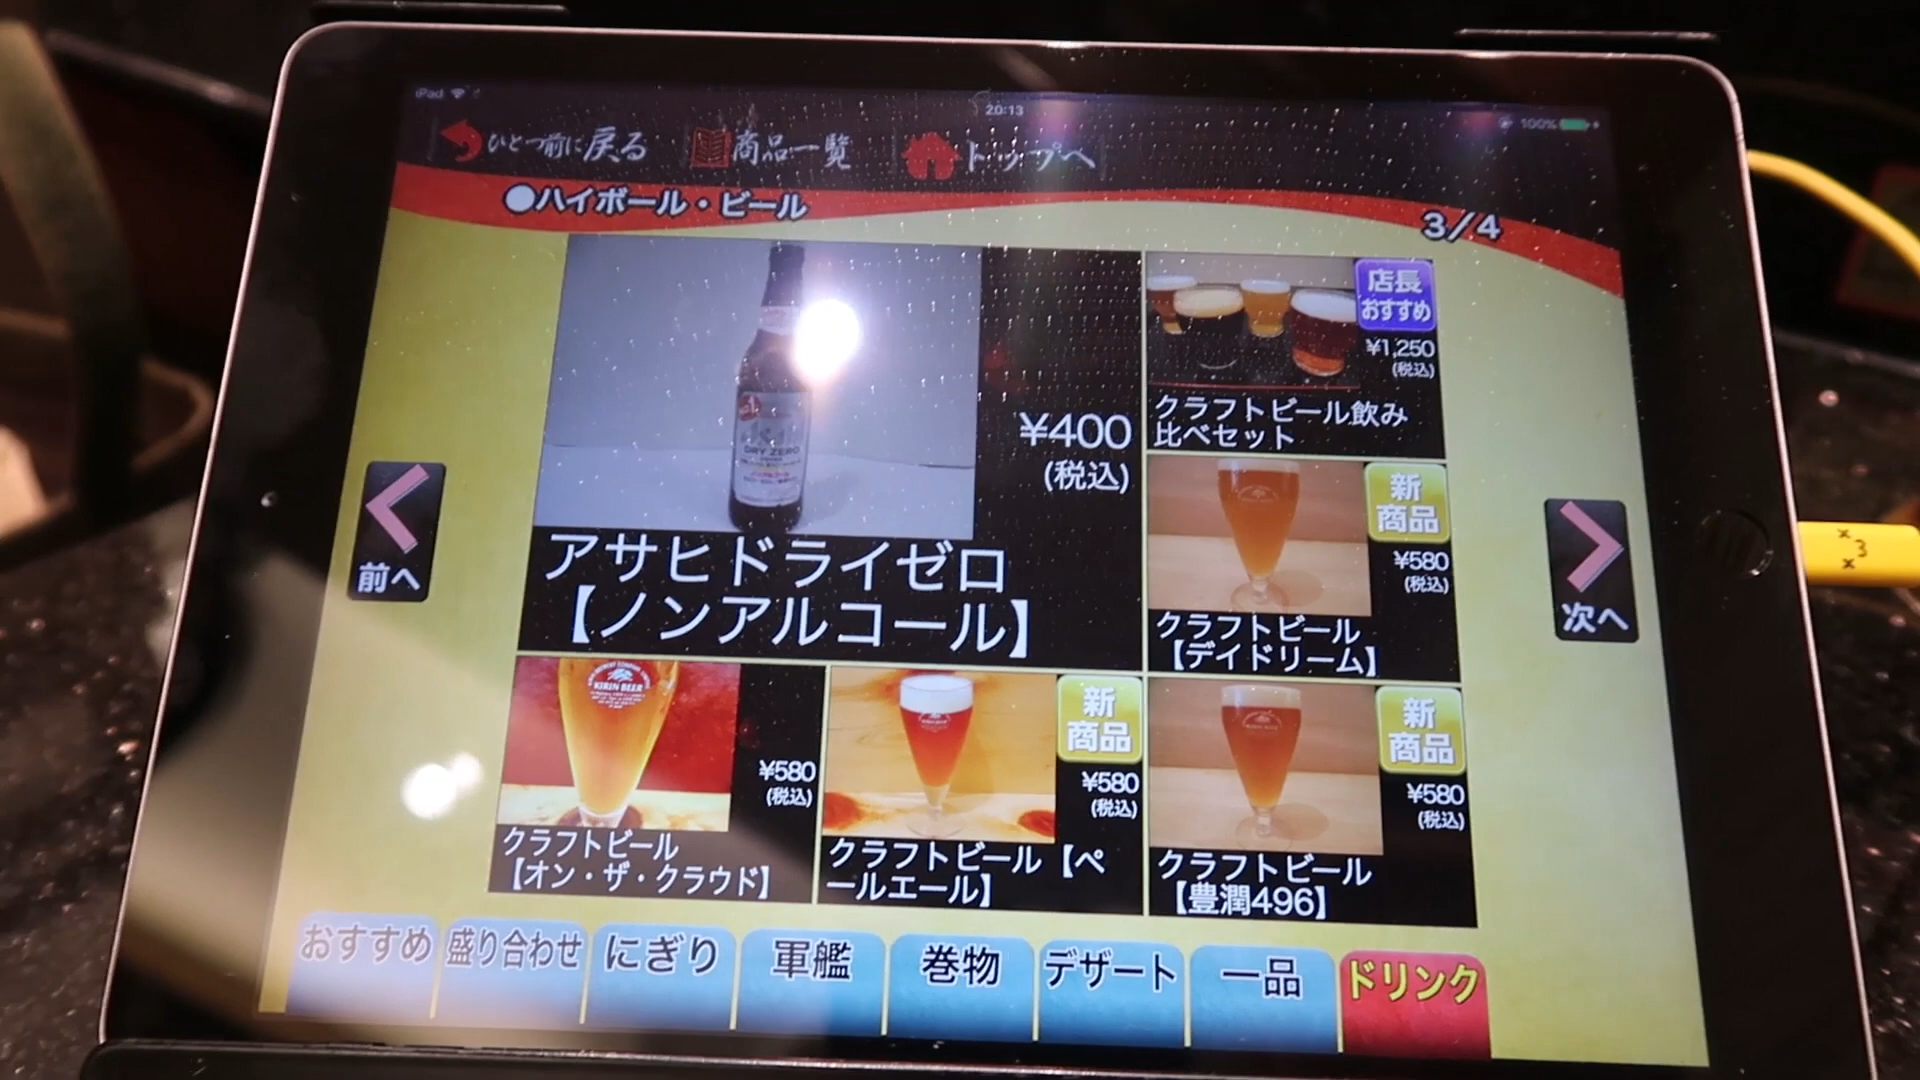 iPad
20:13
100%
ひとつ前に戻る
商品一覧
トップへ
●ハイボール・ビール
3/4
DRY ZERO
¥400
(税込)
アサヒドライゼロ
【ノンアルコール】
店長
おすすめ
¥1,250
(税込)
クラフトビール飲み
比べセット
新
商品
¥580
(税込)
クラフトビール
【デイドリーム】
前へ
次へ
KIRIN BEER
¥580
(税込)
クラフトビール
【オン・ザ・クラウド】
新
商品
¥580
(税込)
クラフトビール【ペ
ールエール】
新
商品
¥580
(税込)
クラフトビール
【豊潤496】
おすすめ
盛り合わせ
にぎり
軍艦
巻物
デザート
一品
ドリンク